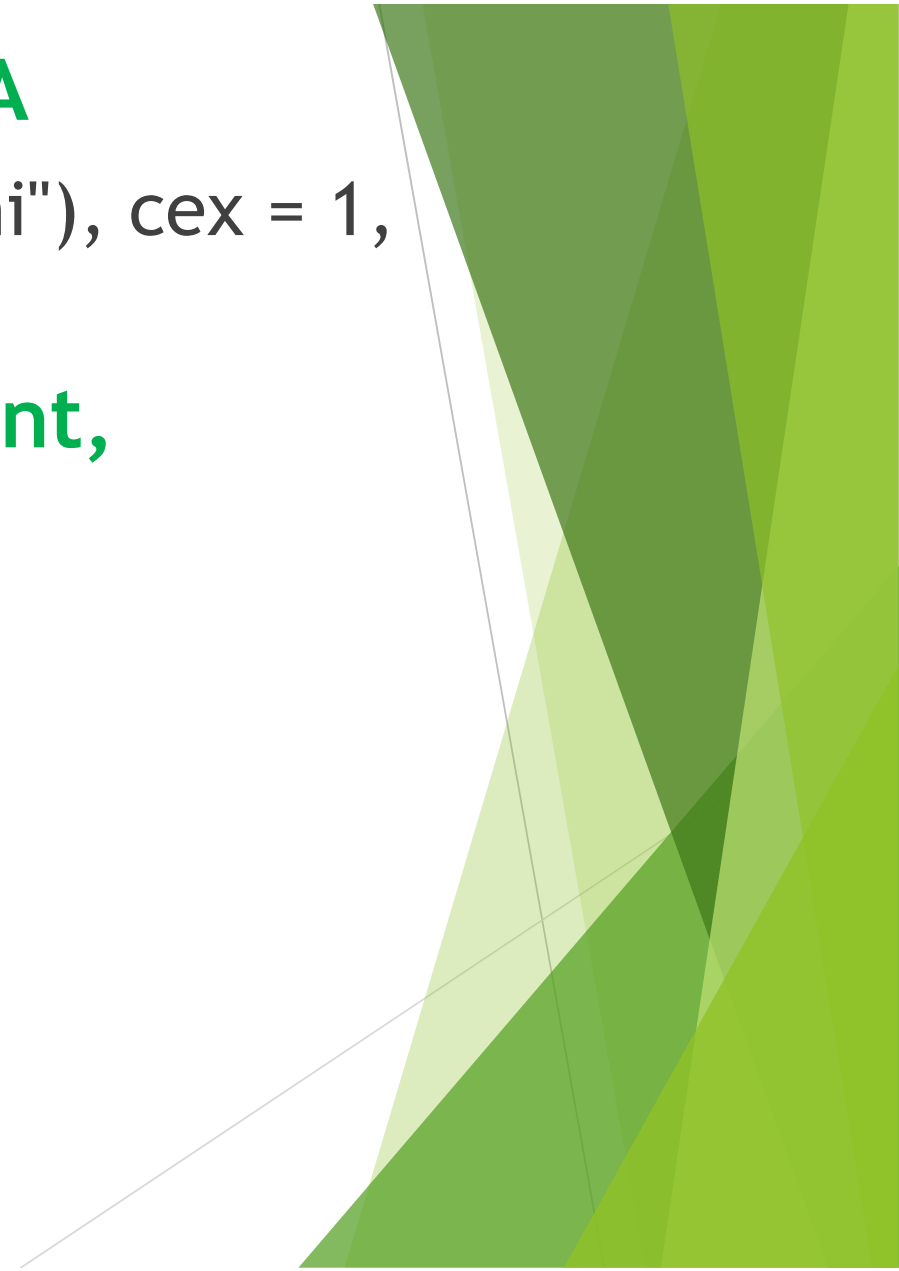 A
i"), cex = 1,
nt,